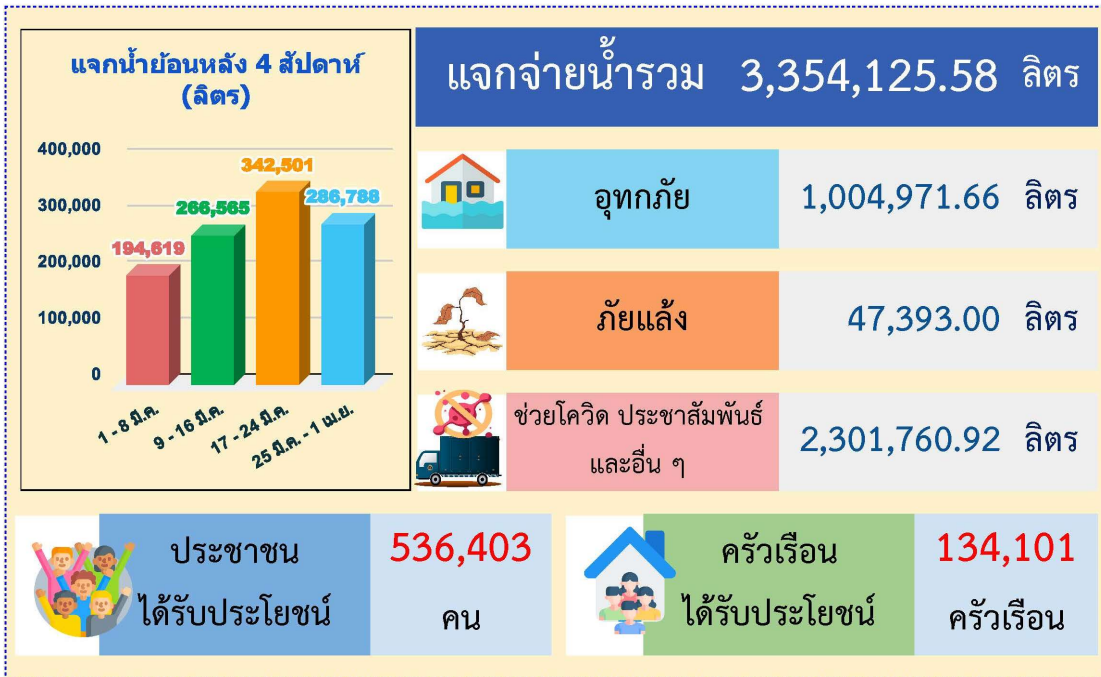 แจกน้ำย้อนหลัง 4 สัปดาห์
(ลิตร)
400,000
300,000
200,000
100,000
0
194,619
266,565
342,501
286,788
1 - 8 มี.ค.
9 - 16 มี.ค.
17 - 24 มี.ค.
25 มี.ค. - 1 เม.ย.
แจกจ่ายน้ำรวม 3,354,125.58 ลิตร
อุทกภัย 1,004,971.66 ลิตร
ภัยแล้ง 47,393.00 ลิตร
ช่วยโควิด ประชาสัมพันธ์
และอื่น ๆ
2,301,760.92 ลิตร
ประชาชน
ได้รับประโยชน์
536,403
คน
ครัวเรือน
ได้รับประโยชน์
134,101
ครัวเรือน